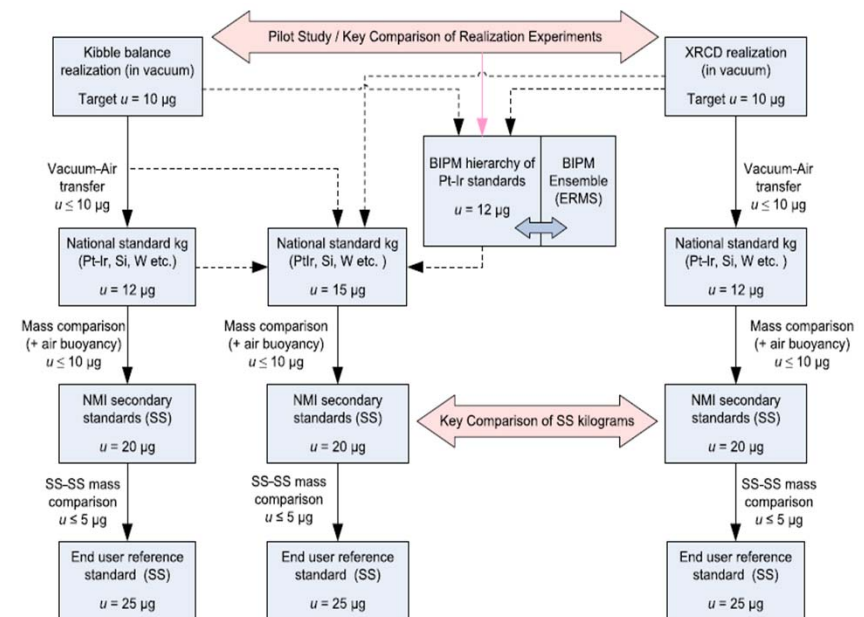 Pilot Study / Key Comparison of Realization Experiments
Kibble balance
realization (in vacuum)
Target u = 10 µg
XRCD realization
(in vacuum)
Target u = 10 µg
BIPM hierarchy of
Pt-Ir standards
u = 12 µg
BIPM
Ensemble
(ERMS)
Vacuum-Air
transfer
u ≤ 10 µg
Vacuum-Air
transfer
u ≤ 10 µg
National standard kg
(Pt-Ir, Si, W etc.)
u = 12 µg
National standard kg
(PtIr, Si, W etc. )
u = 15 µg
National standard kg
(Pt-Ir, Si, W etc.)
u = 12 µg
Mass comparison
(+ air buoyancy)
u ≤ 10 µg
Mass comparison
(+ air buoyancy)
u ≤ 10 µg
Mass comparison
(+ air buoyancy)
u ≤ 10 µg
NMI secondary
standards (SS)
u = 20 µg
NMI secondary
standards (SS)
u = 20 µg
Key Comparison of SS kilograms
NMI secondary
standards (SS)
u = 20 µg
SS-SS mass
comparison
u ≤ 5 µg
SS-SS mass
comparison
u ≤ 5 µg
SS-SS mass
comparison
u ≤ 5 µg
End user reference
standard (SS)
u = 25 µg
End user reference
standard (SS)
u = 25 µg
End user reference
standard (SS)
u = 25 µg